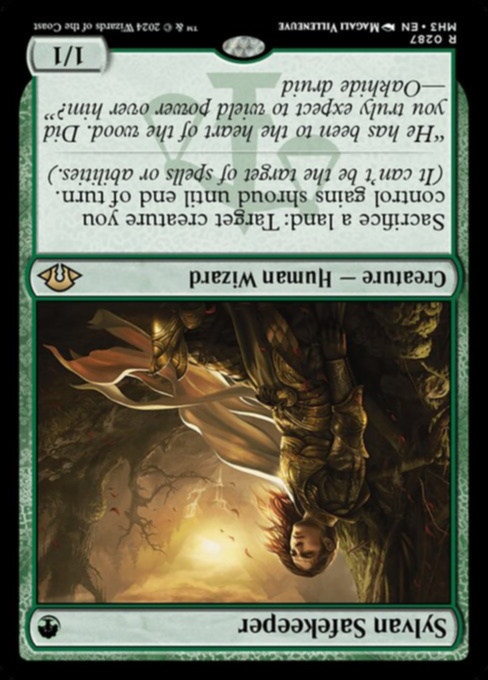 Sylvan Safekeeper
Creature — Human Wizard
Sacrifice a land: Target creature you
control gains shroud until end of turn.
(It can't be the target of spells or abilities.)
"He has been to the heart of the wood. Did
you truly expect to wield power over him?"
—Oakhide druid
1/1
R 0287
MH3 • EN Magali Villeneuve
™ & © 2024 Wizards of the Coast